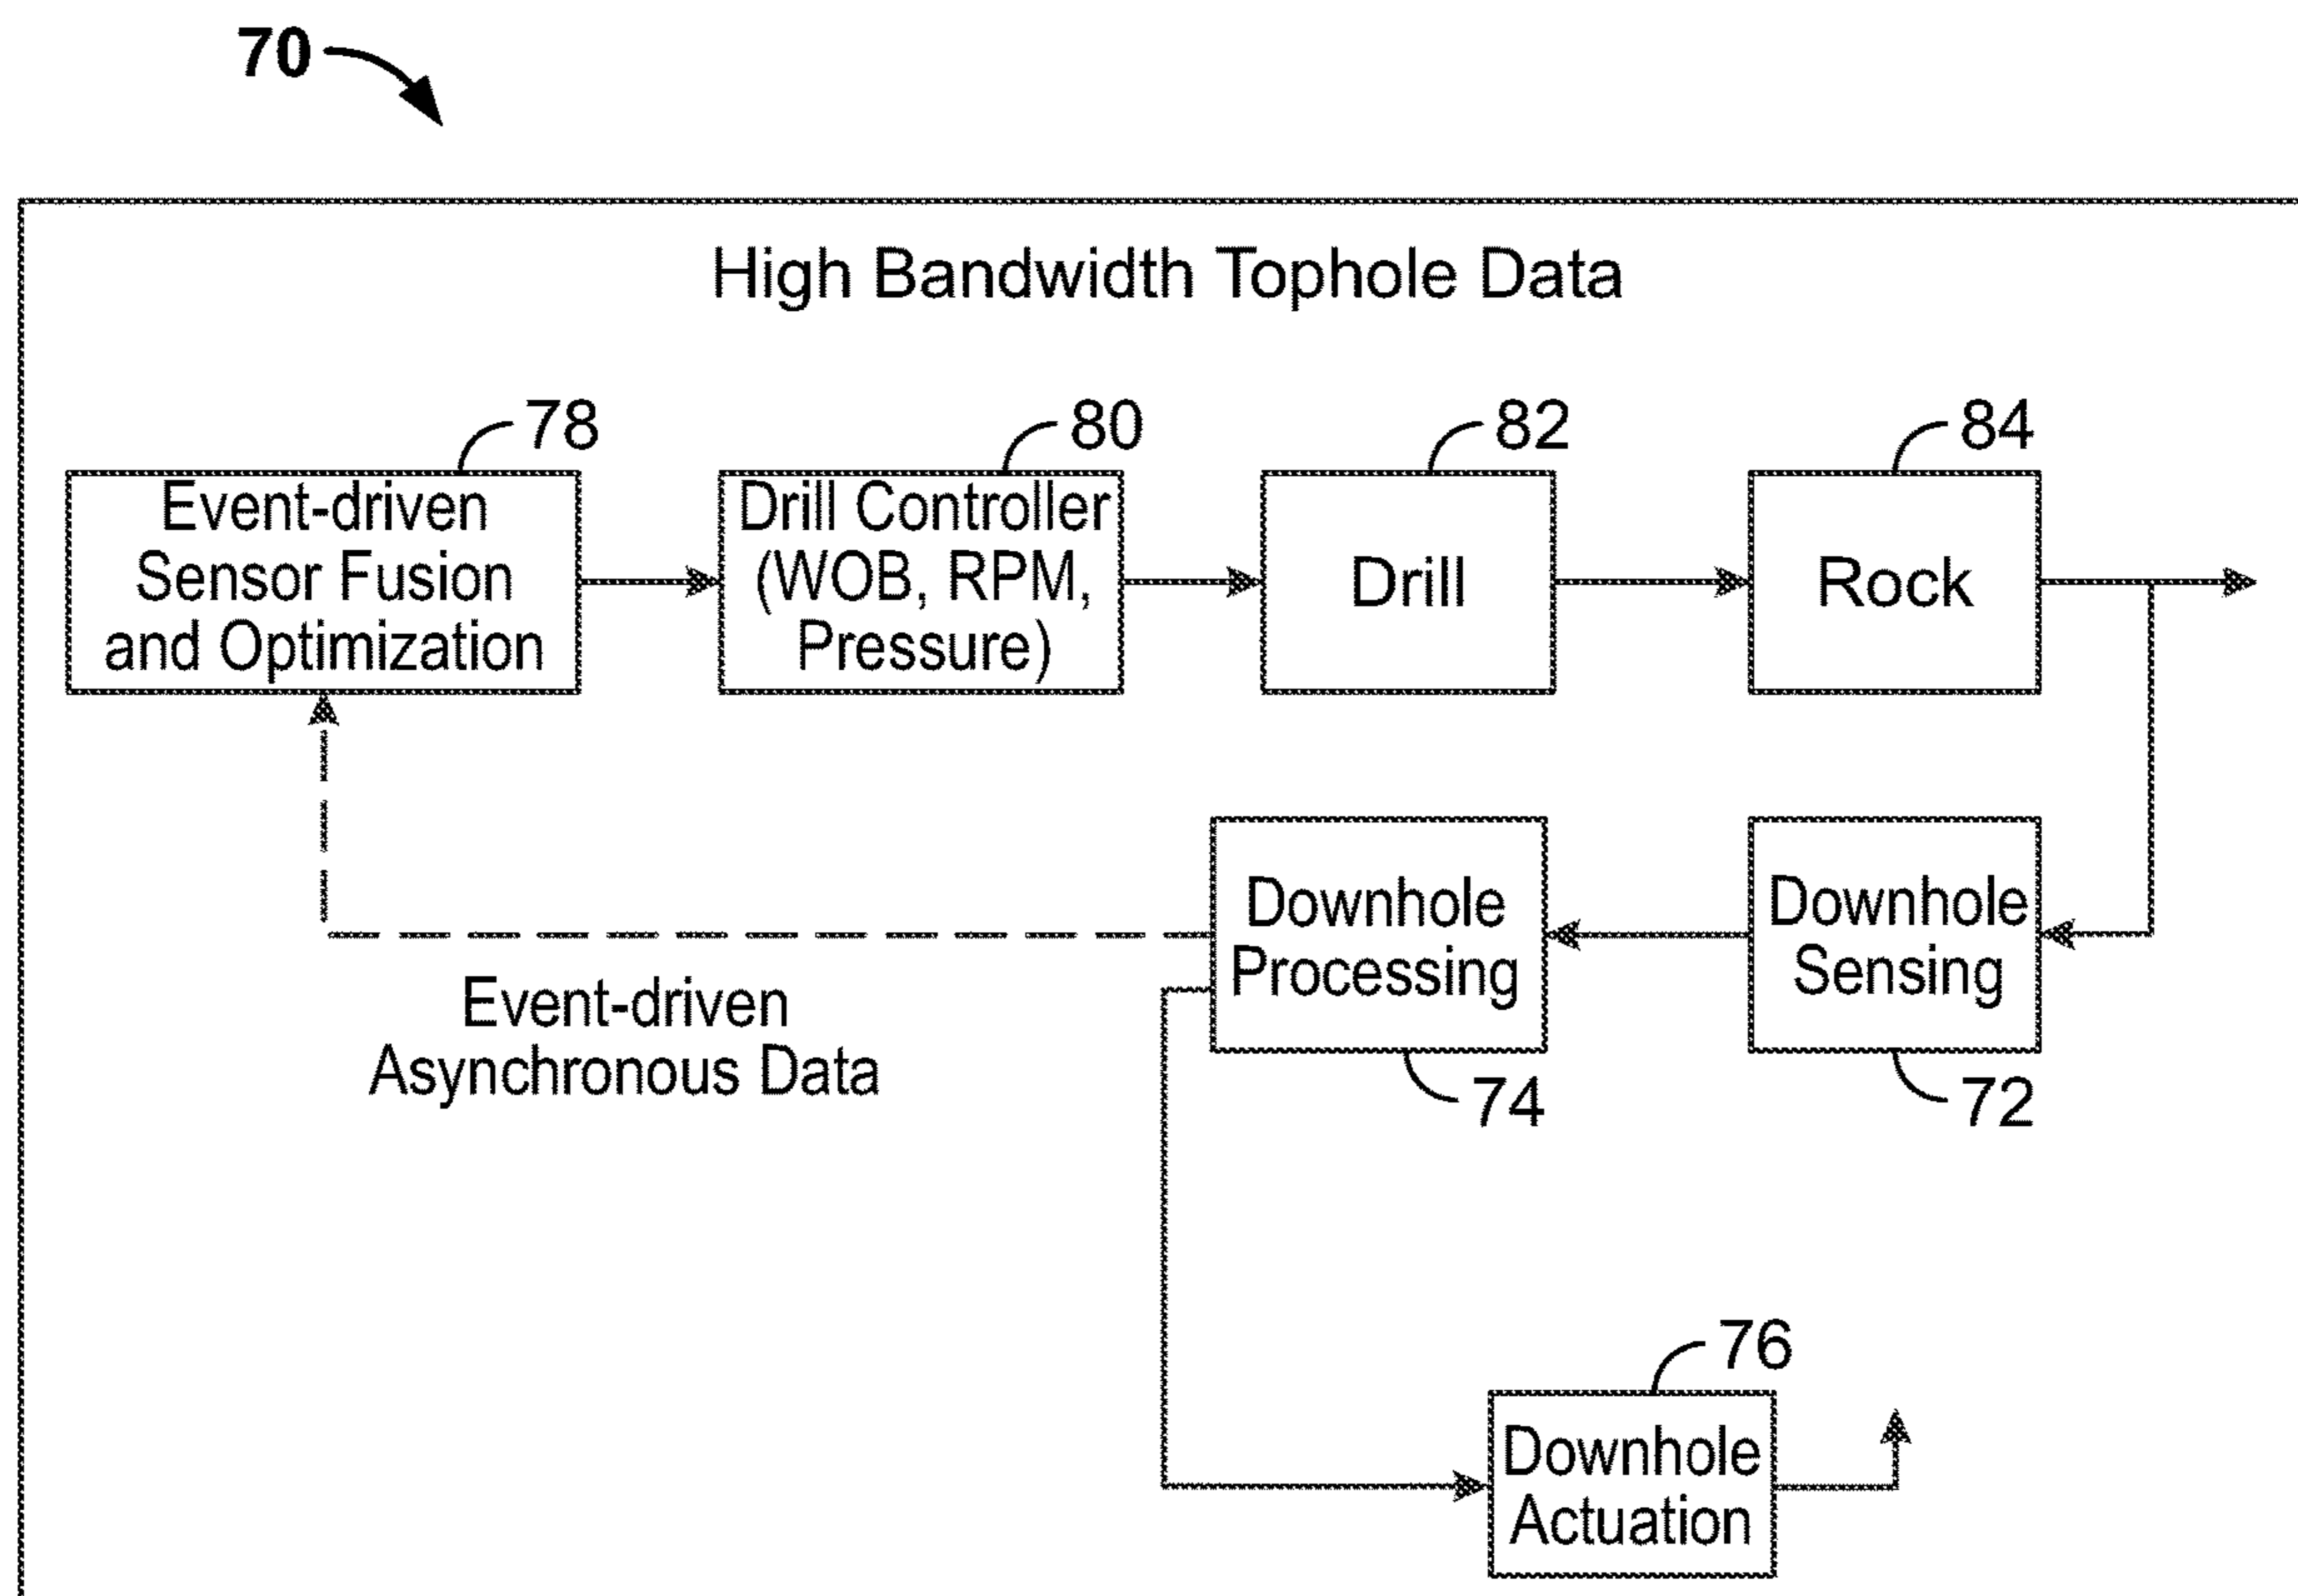 70
High Bandwidth Tophole Data
78
80
82
84
Event-driven
Sensor Fusion
and Optimization
Drill Controller
(WOB, RPM,
Pressure)
Drill
Rock
Downhole
Processing
Downhole
Sensing
Event-driven
Asynchronous Data
74
72
76
Downhole
Actuation